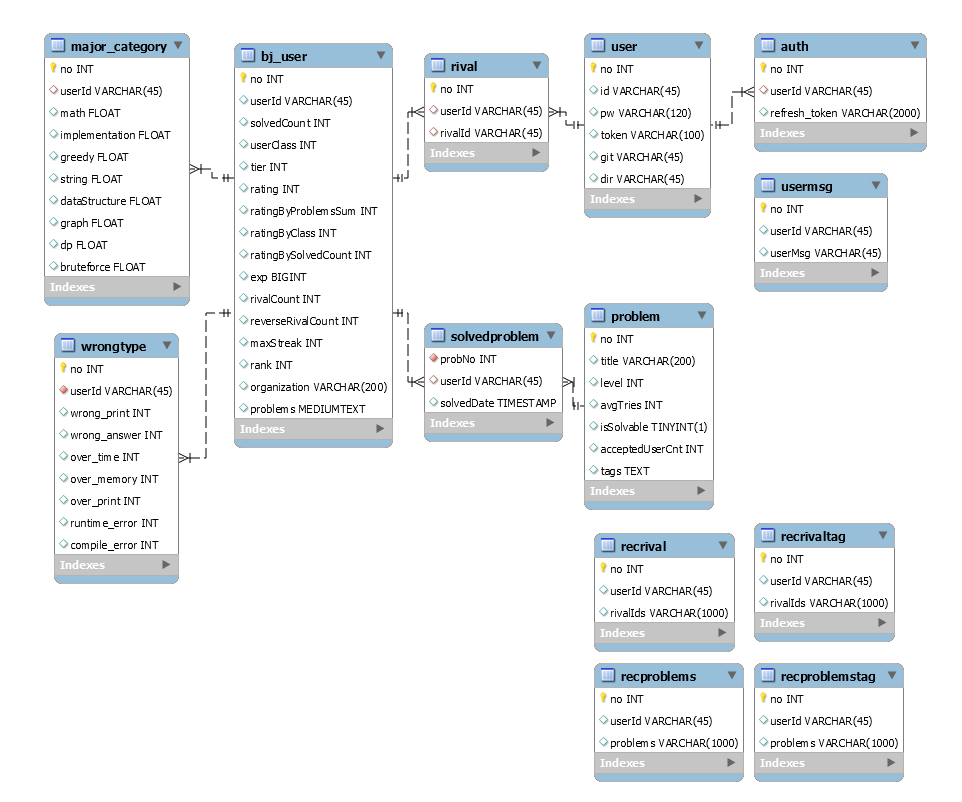 major_category
no INT
userId VARCHAR(45)
math FLOAT
implementation FLOAT
greedy FLOAT
string FLOAT
dataStructure FLOAT
graph FLOAT
dp FLOAT
bruteforce FLOAT
Indexes
wrongtype
no INT
userId VARCHAR(45)
wrong_print INT
wrong_answer INT
over_time INT
over_memory INT
over_print INT
runtime_error INT
compile_error INT
Indexes
bj_user
no INT
userId VARCHAR(45)
solvedCount INT
userClass INT
tier INT
rating INT
ratingByProblemsSum INT
ratingByClass INT
ratingBySolvedCount INT
exp BIGINT
rivalCount INT
reverseRivalCount INT
maxStreak INT
rank INT
organization VARCHAR(200)
problems MEDIUMTEXT
Indexes
rival
no INT
userId VARCHAR(45)
rivalId VARCHAR(45)
Indexes
solvedproblem
probNo INT
userId VARCHAR(45)
solvedDate TIMESTAMP
Indexes
user
no INT
id VARCHAR(45)
pw VARCHAR(120)
token VARCHAR(100)
git VARCHAR(45)
dir VARCHAR(45)
Indexes
problem
no INT
title VARCHAR(200)
level INT
avgTries INT
isSolvable TINYINT(1)
acceptedUserCnt INT
tags TEXT
Indexes
auth
no INT
userId VARCHAR(45)
refresh_token VARCHAR(2000)
Indexes
usermsg
no INT
userId VARCHAR(45)
userMsg VARCHAR(45)
Indexes
recrival
no INT
userId VARCHAR(45)
rivalIds VARCHAR(1000)
Indexes
recrivaltag
no INT
userId VARCHAR(45)
rivalIds VARCHAR(1000)
Indexes
recproblems
no INT
userId VARCHAR(45)
problems VARCHAR(1000)
Indexes
recproblemstag
no INT
userId VARCHAR(45)
problems VARCHAR(1000)
Indexes